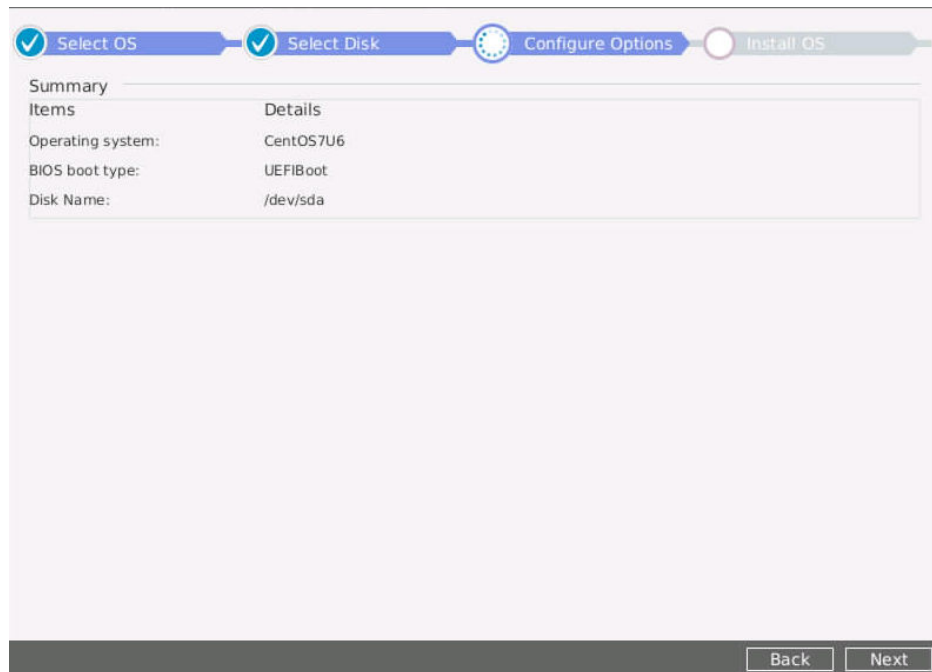 Select OS Select Disk Configure Options Install OS
Summary
Items Details
Operating system: CentOS7U6
BIOS boot type: UEFIBoot
Disk Name: /dev/sda
Back Next